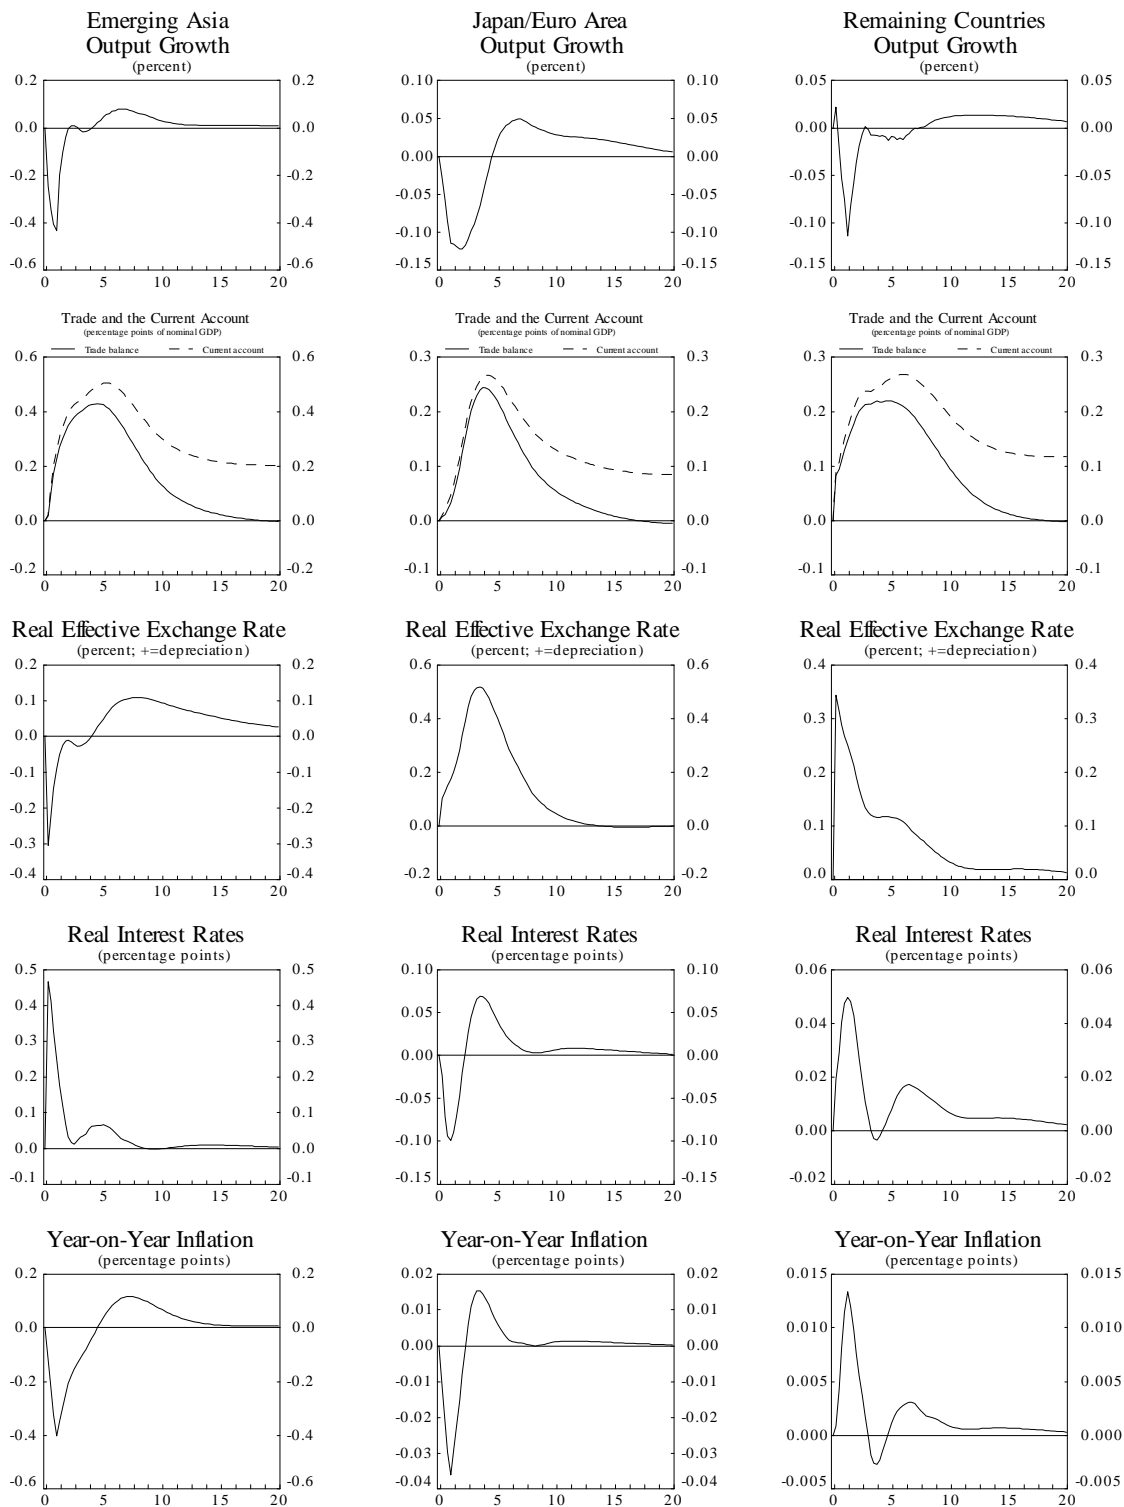 Emerging Asia
Output Growth
(percent)
0.2 0.2
0.0 0.0
-0.2 -0.2
-0.4 -0.4
-0.6 -0.6
0 5 10 15 20
Japan/Euro Area
Output Growth
(percent)
0.10 0.10
0.05 0.05
0.00 0.00
-0.05 -0.05
-0.10 -0.10
-0.15 -0.15
0 5 10 15 20
Remaining Countries
Output Growth
(percent)
0.05 0.05
0.00 0.00
-0.05 -0.05
-0.10 -0.10
-0.15 -0.15
0 5 10 15 20
Trade and the Current Account
(percentage points of nominal GDP)
Trade balance Current account
0.6 0.6
0.4 0.4
0.2 0.2
0.0 0.0
-0.2 -0.2
0 5 10 15 20
Trade and the Current Account
(percentage points of nominal GDP)
Trade balance Current account
0.3 0.3
0.2 0.2
0.1 0.1
0.0 0.0
-0.1 -0.1
0 5 10 15 20
Trade and the Current Account
(percentage points of nominal GDP)
Trade balance Current account
0.3 0.3
0.2 0.2
0.1 0.1
0.0 0.0
-0.1 -0.1
0 5 10 15 20
Real Effective Exchange Rate
(percent; +=depreciation)
0.2 0.2
0.1 0.1
0.0 0.0
-0.1 -0.1
-0.2 -0.2
-0.3 -0.3
-0.4 -0.4
0 5 10 15 20
Real Effective Exchange Rate
(percent; +=depreciation)
0.6 0.6
0.4 0.4
0.2 0.2
0.0 0.0
-0.2 -0.2
0 5 10 15 20
Real Effective Exchange Rate
(percent; +=depreciation)
0.4 0.4
0.3 0.3
0.2 0.2
0.1 0.1
0.0 0.0
0 5 10 15 20
Real Interest Rates
(percentage points)
0.5 0.5
0.4 0.4
0.3 0.3
0.2 0.2
0.1 0.1
0.0 0.0
-0.1 -0.1
0 5 10 15 20
Real Interest Rates
(percentage points)
0.10 0.10
0.05 0.05
0.00 0.00
-0.05 -0.05
-0.10 -0.10
-0.15 -0.15
0 5 10 15 20
Real Interest Rates
(percentage points)
0.06 0.06
0.04 0.04
0.02 0.02
0.00 0.00
-0.02 -0.02
0 5 10 15 20
Year-on-Year Inflation
(percentage points)
0.2 0.2
0.0 0.0
-0.2 -0.2
-0.4 -0.4
-0.6 -0.6
0 5 10 15 20
Year-on-Year Inflation
(percentage points)
0.02 0.02
0.01 0.01
0.00 0.00
-0.01 -0.01
-0.02 -0.02
-0.03 -0.03
-0.04 -0.04
0 5 10 15 20
Year-on-Year Inflation
(percentage points)
0.015 0.015
0.010 0.010
0.005 0.005
0.000 0.000
-0.005 -0.005
0 5 10 15 20